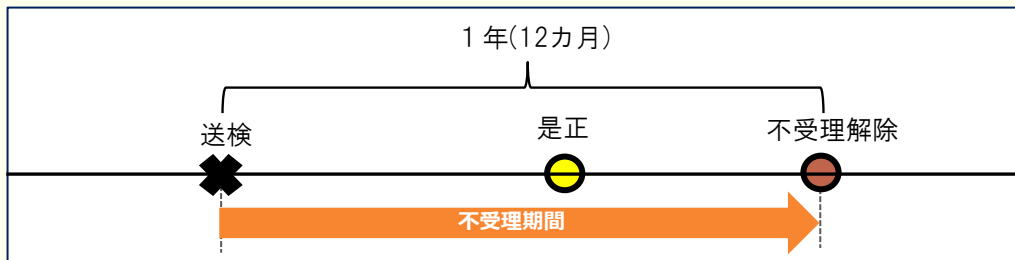 1年(12カ月)
送検
是正
不受理解除
不受理期間